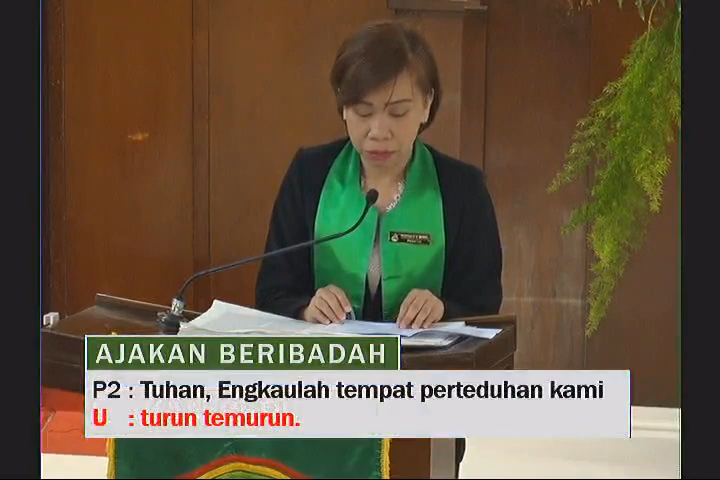 AJAKAN BERIBADAH
P2 : Tuhan, Engkaulah tempat perteduhan kami
U : turun temurun.